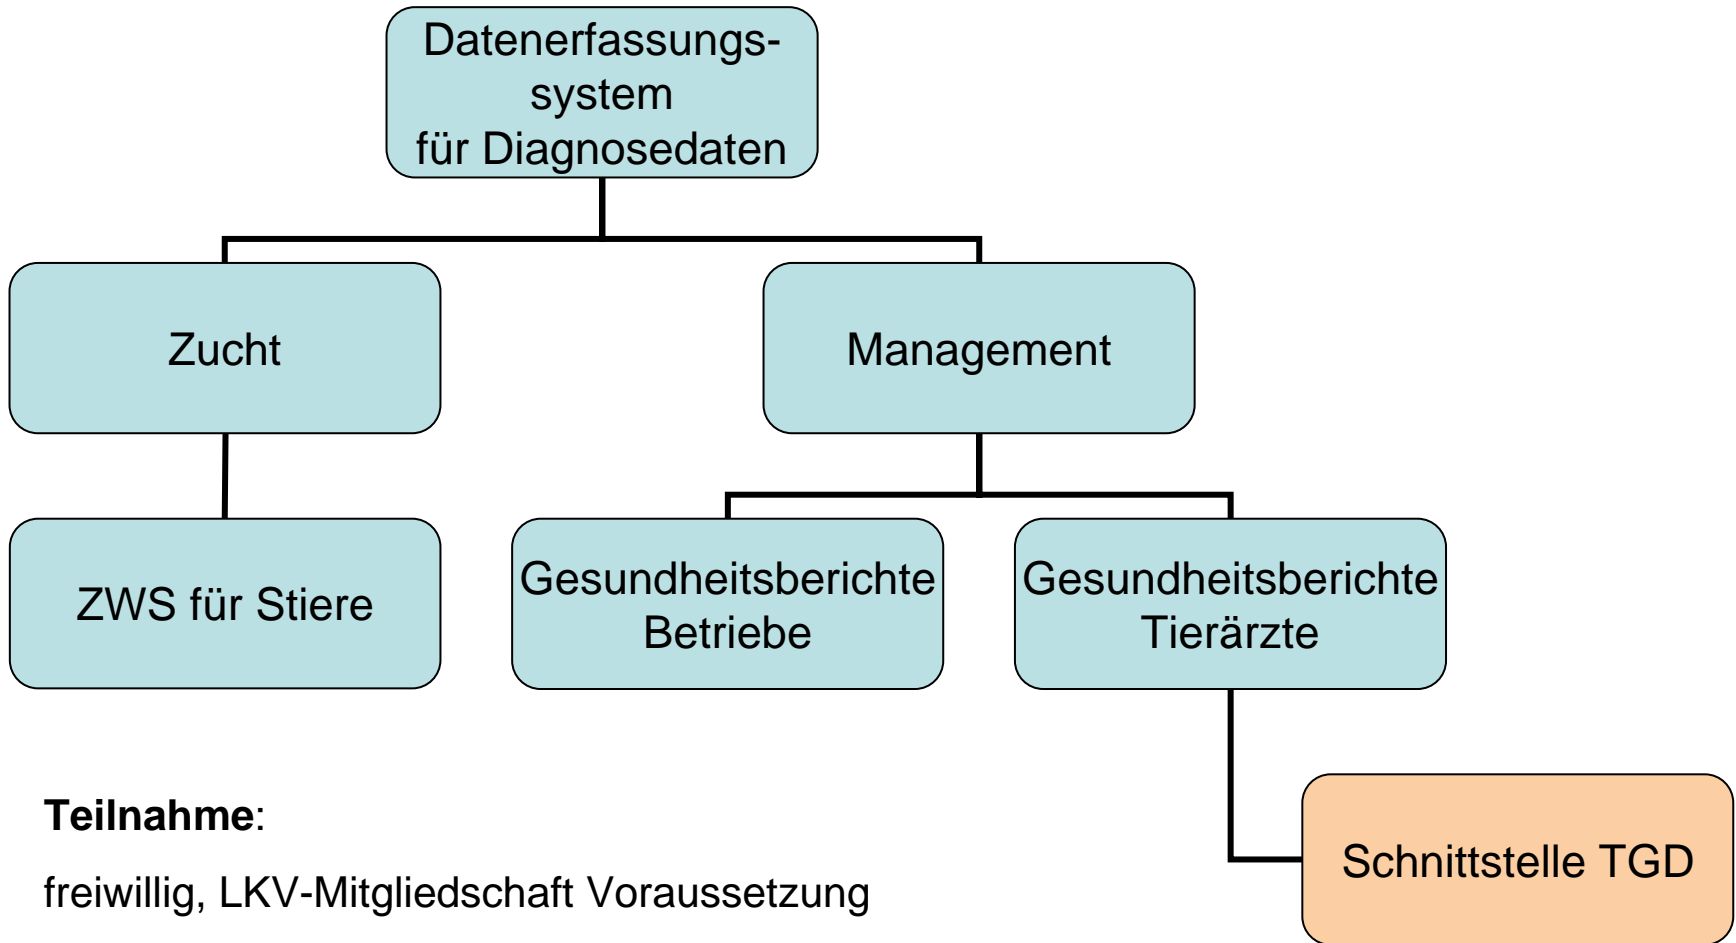 Datenerfassungs-
system
für Diagnosedaten
Zucht
Management
ZWS für Stiere
Gesundheitsberichte
Betriebe
Gesundheitsberichte
Tierärzte
Schnittstelle TGD
Teilnahme:
freiwillig, LKV-Mitgliedschaft Voraussetzung